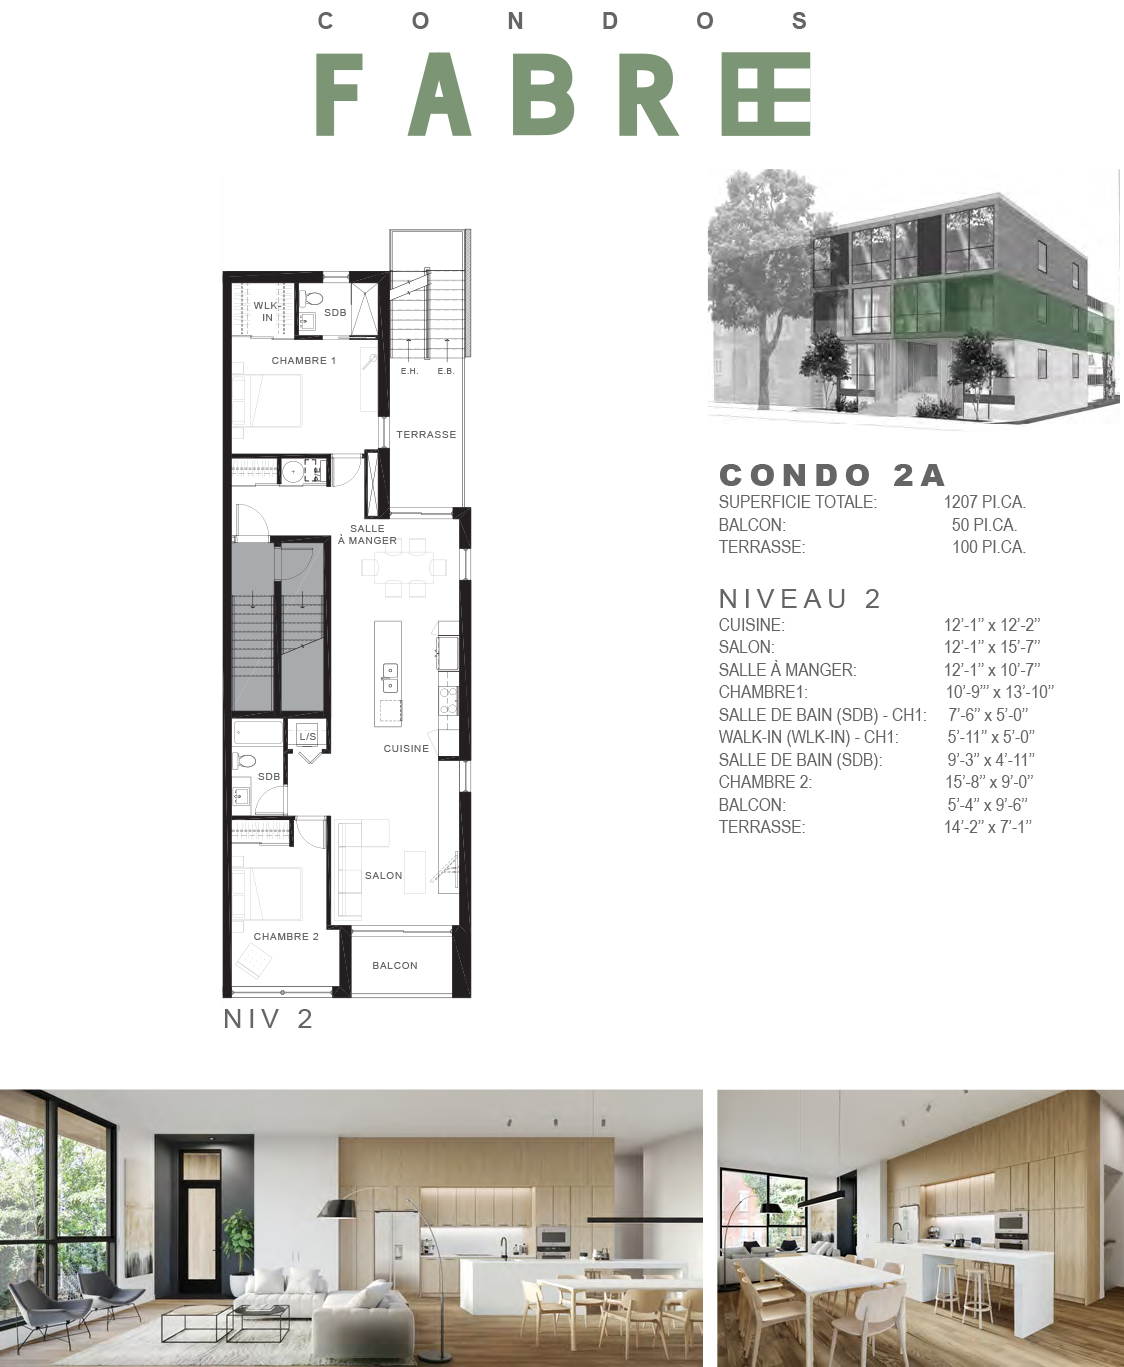 CONDOS
FABRE
WLK-
IN
SDB
CHAMBRE 1
E.H.
E.B.
TERRASSE
SALLE
À MANGER
L/S
CUISINE
SDB
SALON
CHAMBRE 2
BALCON
NIV 2
CONDO 2A
SUPERFICIE TOTALE: 1207 PI.CA.
BALCON: 50 PI.CA.
TERRASSE: 100 PI.CA.
NIVEAU 2
CUISINE: 12’-1’’ x 12’-2’’
SALON: 12’-1’’ x 15’-7’’
SALLE À MANGER: 12’-1’’ x 10’-7’’
CHAMBRE1: 10’-9’’’ x 13’-10’’
SALLE DE BAIN (SDB) - CH1: 7’-6’’ x 5’-0’’
WALK-IN (WLK-IN) - CH1: 5’-11’’ x 5’-0’’
SALLE DE BAIN (SDB): 9’-3’’ x 4’-11’’
CHAMBRE 2: 15’-8’’ x 9’-0’’
BALCON: 5’-4’’ x 9’-6’’
TERRASSE: 14’-2’’ x 7’-1’’